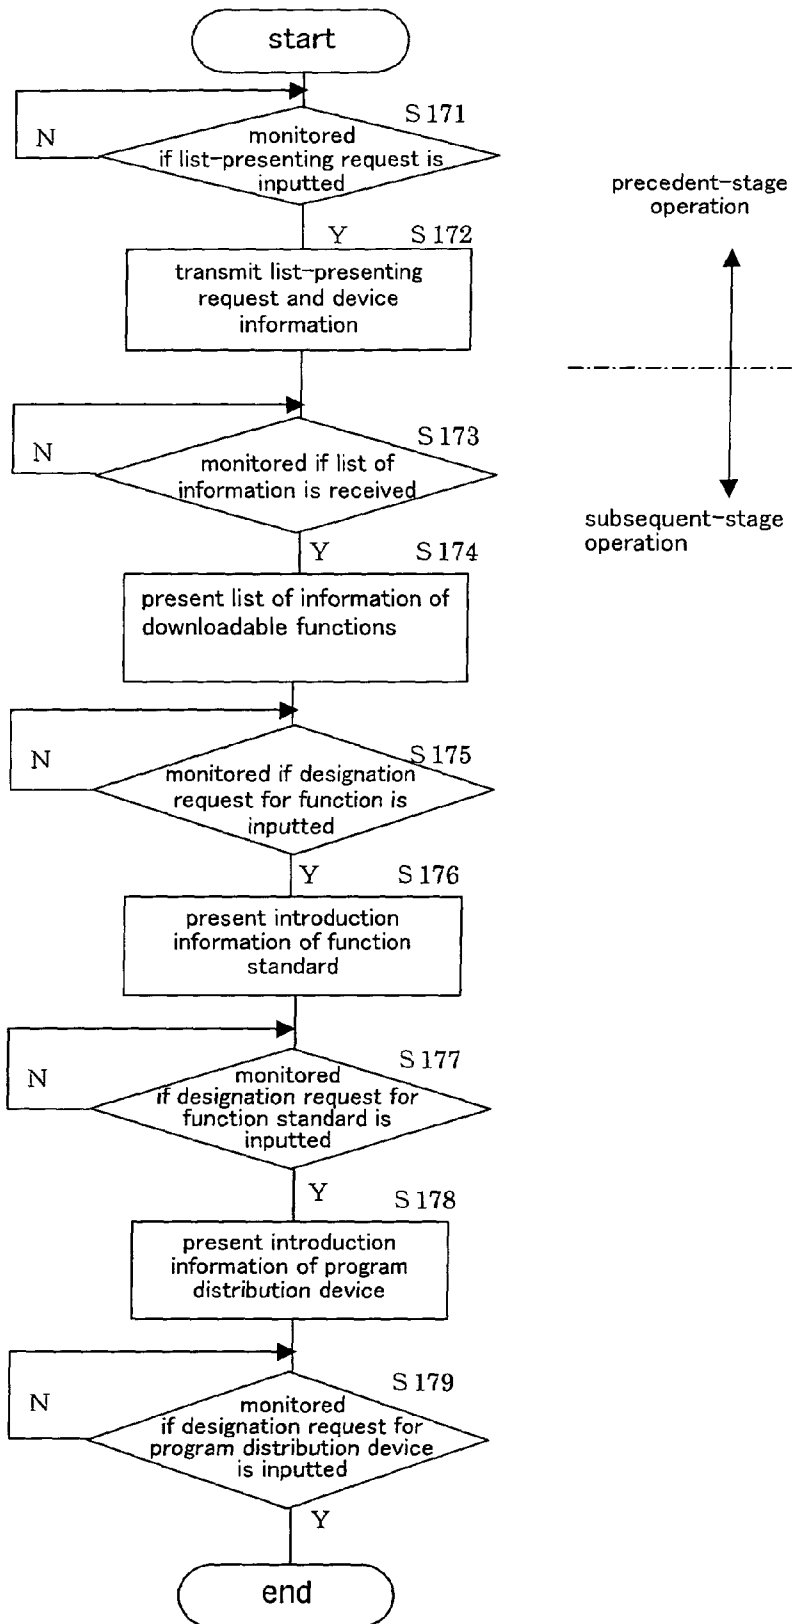 start
S171
N
monitored
if list-presenting request is
inputted
precedent-stage
operation
Y
S172
transmit list-presenting
request and device
information
S173
N
monitored if list of
information is received
subsequent-stage
operation
Y
S174
present list of information of
downloadable functions
S175
N
monitored if designation
request for function is
inputted
Y
S176
present introduction
information of function
standard
S177
N
monitored
if designation request for
function standard is
inputted
Y
S178
present introduction
information of program
distribution device
S179
N
monitored
if designation request for
program distribution device
is inputted
Y
end